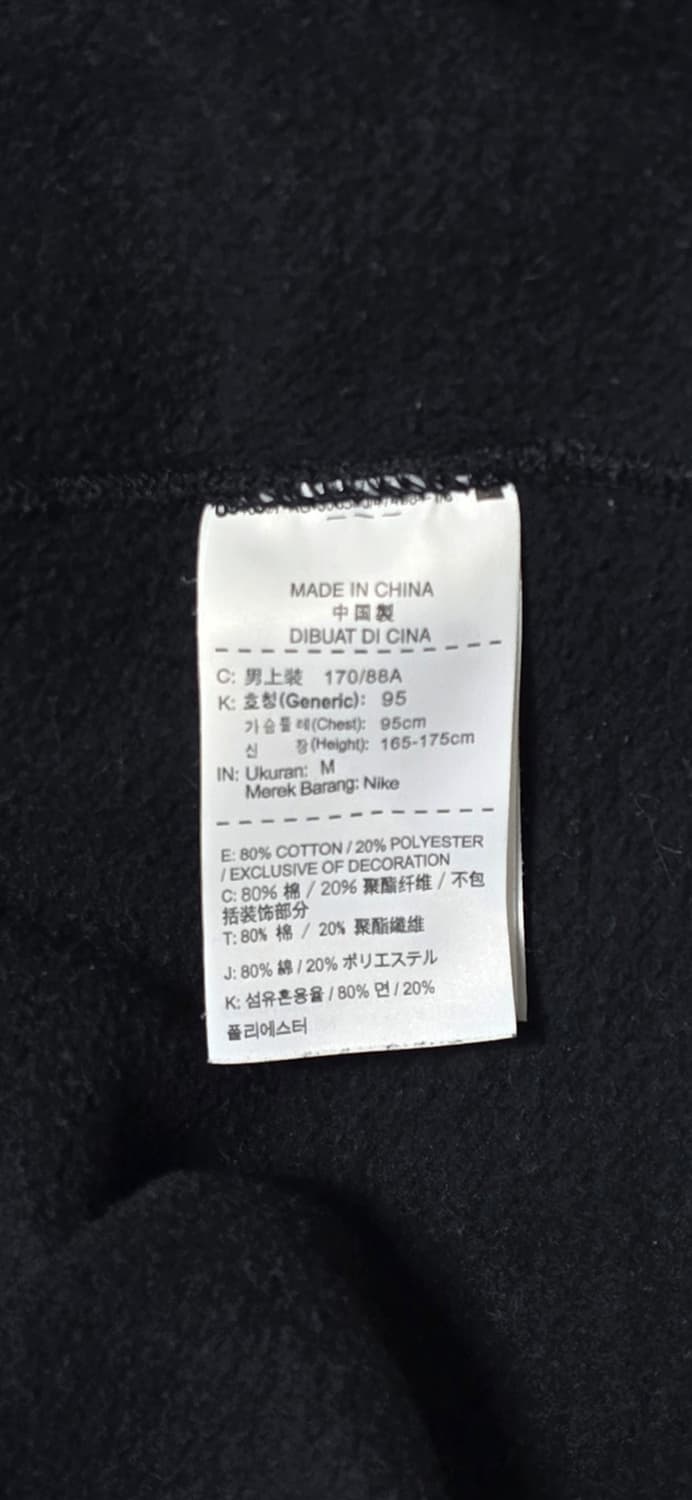 MADE IN CHINA
中国製
DIBUAT DI CINA
C: 男上裝 170/88A
K: 호칭(Generic): 95
가슴둘레(Chest): 95cm
신 장(Height): 165-175cm
IN: Ukuran: M
Merek Barang: Nike
E: 80% COTTON / 20% POLYESTER
/ EXCLUSIVE OF DECORATION
C: 80% 棉 / 20% 聚酯纤维 / 不包
括装饰部分
T: 80% 棉 / 20% 聚酯纖維
J: 80% 綿 / 20% ポリエステル
K: 섬유혼용율 / 80% 면 / 20%
폴리에스터